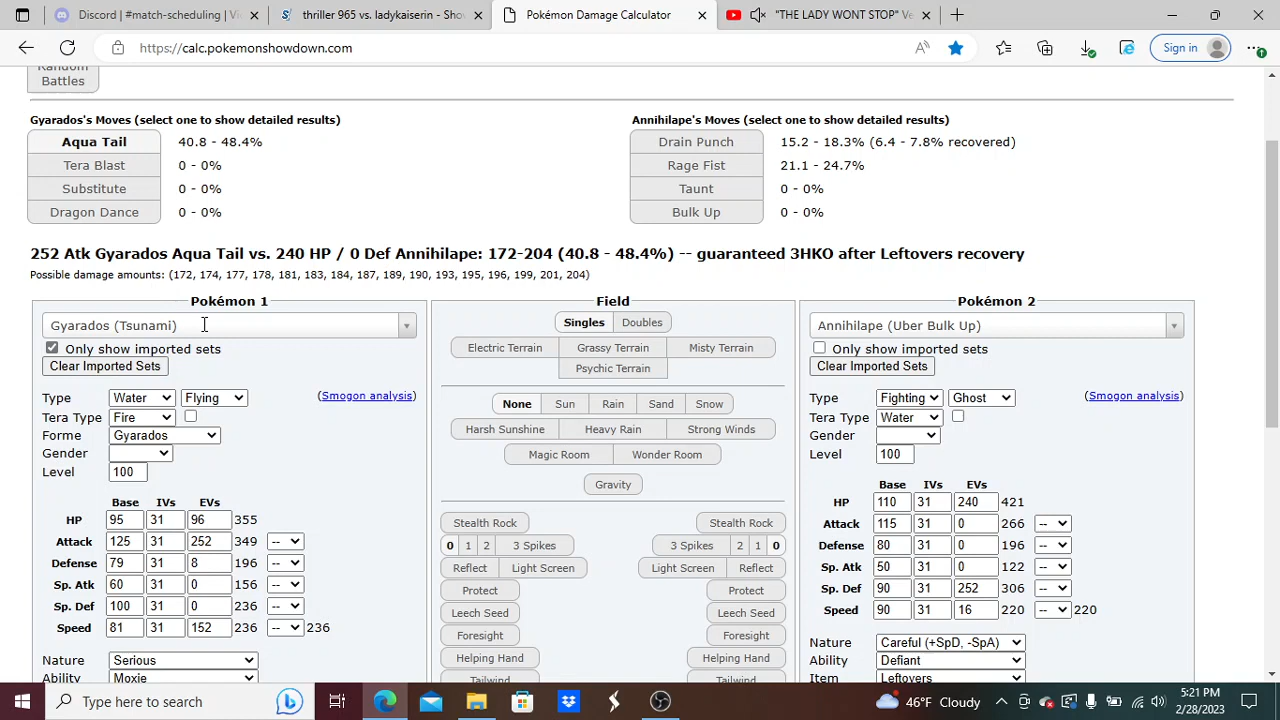 Discord | #match-scheduling | Vi
thriller 965 vs. ladykaiserin - Show
Pokémon Damage Calculator
"THE LADY WONT STOP" Ve
https://calc.pokemonshowdown.com
Sign in
Random
Battles
Gyarados's Moves (select one to show detailed results)
Aqua Tail 40.8 - 48.4%
Tera Blast 0 - 0%
Substitute 0 - 0%
Dragon Dance 0 - 0%
Annihilape's Moves (select one to show detailed results)
Drain Punch 15.2 - 18.3% (6.4 - 7.8% recovered)
Rage Fist 21.1 - 24.7%
Taunt 0 - 0%
Bulk Up 0 - 0%
252 Atk Gyarados Aqua Tail vs. 240 HP / 0 Def Annihilape: 172-204 (40.8 - 48.4%) -- guaranteed 3HKO after Leftovers recovery
Possible damage amounts: (172, 174, 177, 178, 181, 183, 184, 187, 189, 190, 193, 195, 196, 199, 201, 204)
Pokémon 1
Gyarados (Tsunami)
Only show imported sets
Clear Imported Sets
Type Water Flying (Smogon analysis)
Tera Type Fire
Forme Gyarados
Gender
Level 100
Base IVs EVs
HP 95 31 96 355
Attack 125 31 252 349 --
Defense 79 31 8 196 --
Sp. Atk 60 31 0 156 --
Sp. Def 100 31 0 236 --
Speed 81 31 152 236 -- 236
Nature Serious
Ability Moxie
Field
Singles Doubles
Electric Terrain Grassy Terrain Misty Terrain
Psychic Terrain
None Sun Rain Sand Snow
Harsh Sunshine Heavy Rain Strong Winds
Magic Room Wonder Room
Gravity
Stealth Rock Stealth Rock
0 1 2 3 Spikes 3 Spikes 2 1 0
Reflect Light Screen Light Screen Reflect
Protect Protect
Leech Seed Leech Seed
Foresight Foresight
Helping Hand Helping Hand
Tailwind Tailwind
Pokémon 2
Annihilape (Uber Bulk Up)
Only show imported sets
Clear Imported Sets
Type Fighting Ghost (Smogon analysis)
Tera Type Water
Gender
Level 100
Base IVs EVs
HP 110 31 240 421
Attack 115 31 0 266 --
Defense 80 31 0 196 --
Sp. Atk 50 31 0 122 --
Sp. Def 90 31 252 306 --
Speed 90 31 16 220 -- 220
Nature Careful (+SpD, -SpA)
Ability Defiant
Item Leftovers
Type here to search
46°F Cloudy
5:21 PM
2/28/2023